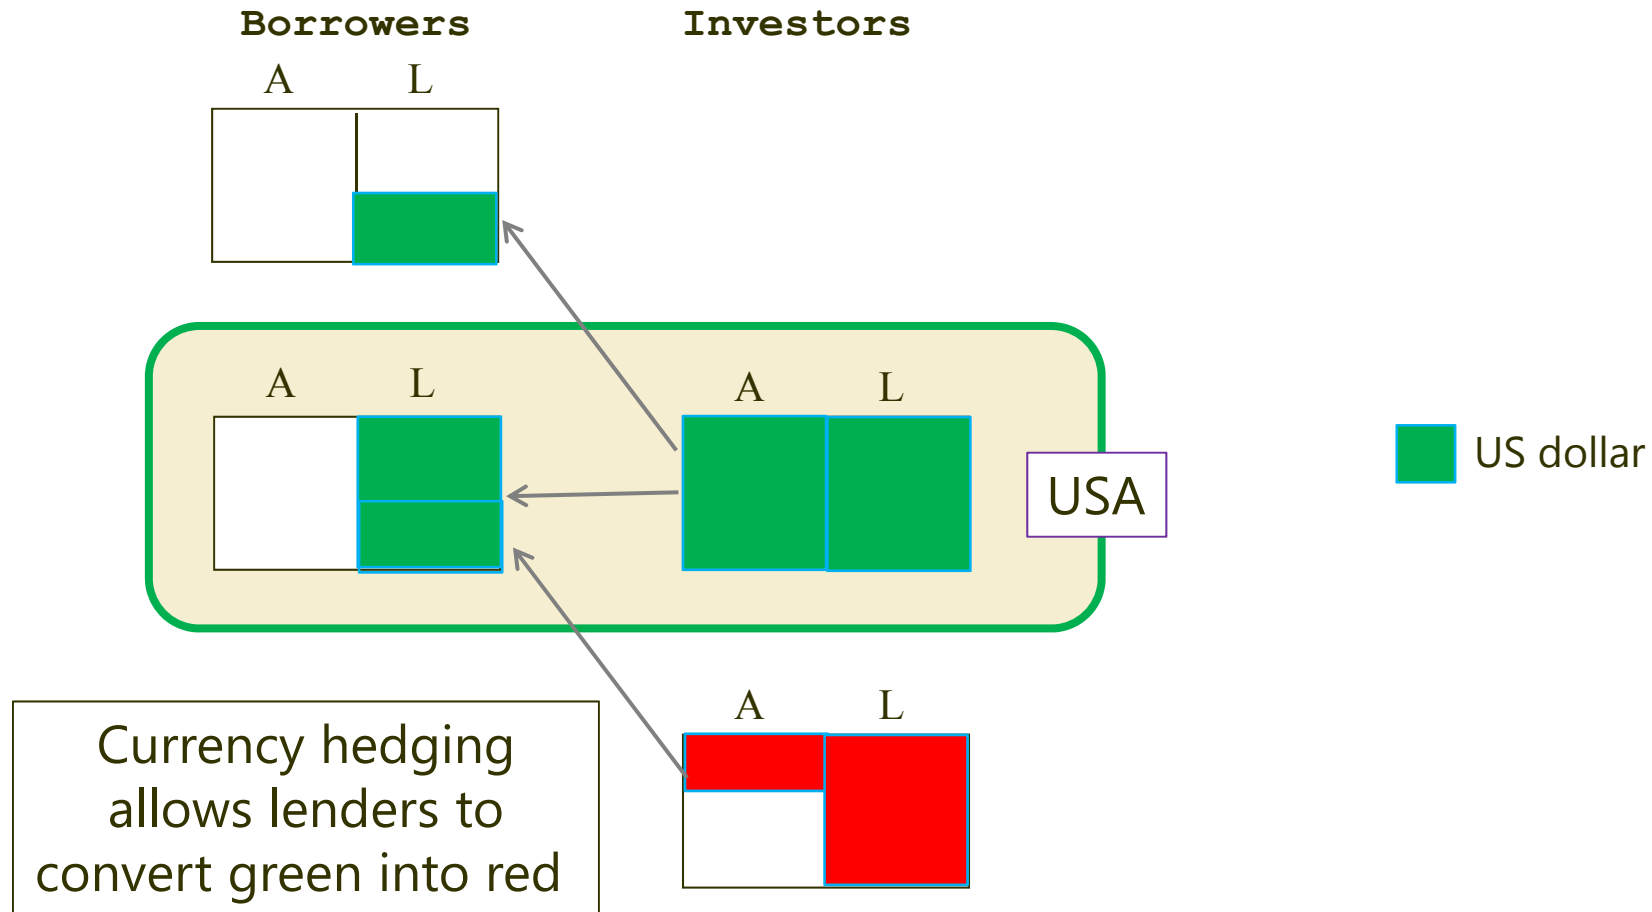 Borrowers Investors
A L
A L A L
USA
US dollar
A L
Currency hedging
allows lenders to
convert green into red